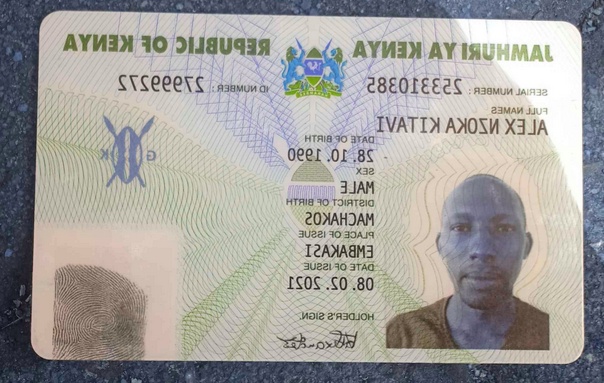 JAMHURI YA KENYA REPUBLIC OF KENYA
SERIAL NUMBER: 253310385 ID NUMBER: 27999272
FULL NAMES
ALEX NZOKA KITAVI
DATE OF BIRTH
28.10.1990
SEX
MALE
DISTRICT OF BIRTH
MACHAKOS
PLACE OF ISSUE
EMBAKASI
DATE OF ISSUE
08.02.2021
HOLDER'S SIGN.
G K